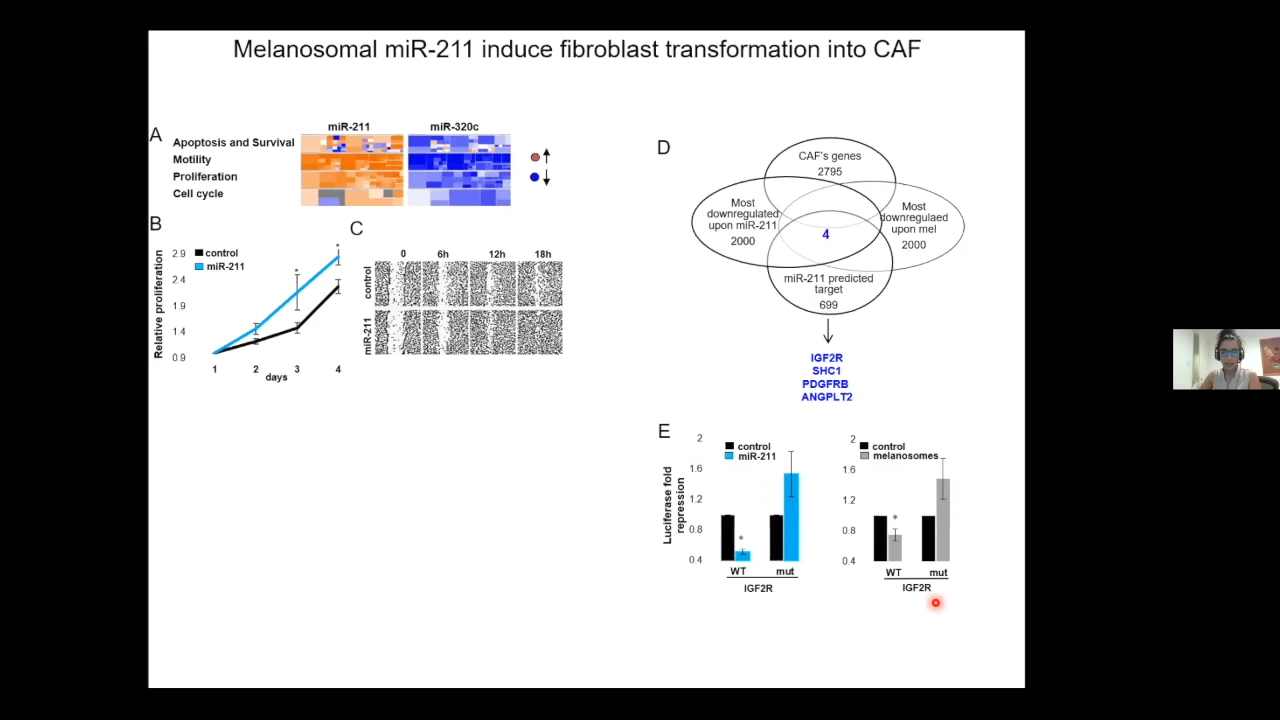 Melanosomal miR-211 induce fibroblast transformation into CAF
A
miR-211
miR-320c
Apoptosis and Survival
Motility
Proliferation
Cell cycle
B
control
miR-211
Relative proliferation
2.9
2.4
1.9
1.4
0.9
1
2
3
4
days
*
*
C
0
6h
12h
18h
control
miR-211
D
CAF's genes
2795
Most
downregulated
upon miR-211
2000
Most
downregulaed
upon mel
2000
4
miR-211 predicted
target
699
IGF2R
SHC1
PDGFRB
ANGPLT2
E
Luciferase fold
repression
2
1.6
1.2
0.8
0.4
control
miR-211
*
WT
mut
IGF2R
2
1.6
1.2
0.8
0.4
control
melanosomes
*
WT
mut
IGF2R